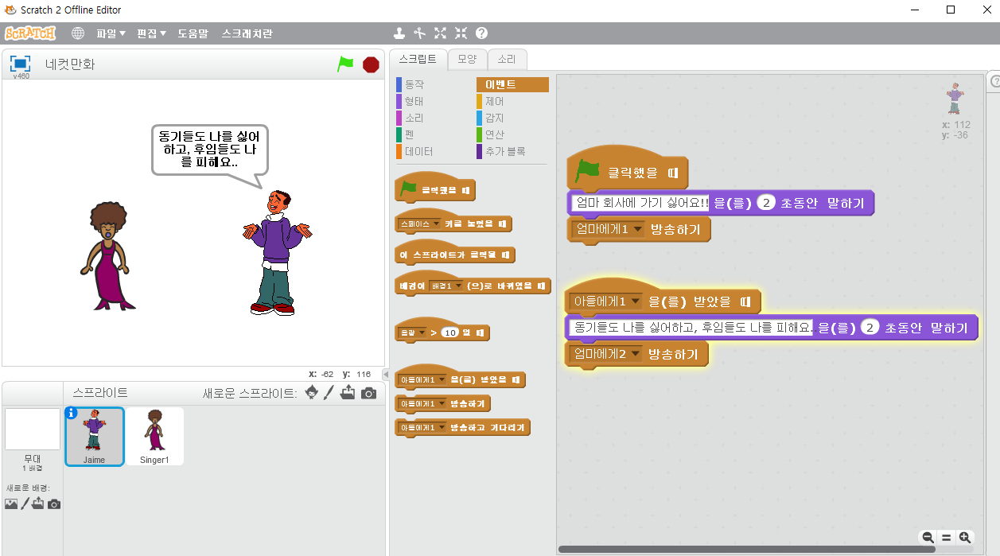 Scratch 2 Offline Editor
SCRATCH 파일 편집 도움말 스크래치란
v460 네컷만화
동기들도 나를 싫어
하고, 후임들도 나
를 피해요..
x: -62 y: 116
스프라이트 새로운 스프라이트:
무대
1 배경
새로운 배경:
Jaime
Singer1
스크립트 모양 소리
동작 이벤트
형태 제어
소리 감지
펜 연산
데이터 추가 블록
클릭했을 때
스페이스 키를 눌렀을 때
이 스프라이트가 클릭될 때
배경이 배경1 (으)로 바뀌었을 때
음량 > 10 일 때
아들에게1 을(를) 받았을 때
아들에게1 방송하기
아들에게1 방송하고 기다리기
x: 112
y: -36
클릭했을 때
엄마 회사에 가기 싫어요!! 을(를) 2 초동안 말하기
엄마에게1 방송하기
아들에게1 을(를) 받았을 때
동기들도 나를 싫어하고, 후임들도 나를 피해요.. 을(를) 2 초동안 말하기
엄마에게2 방송하기